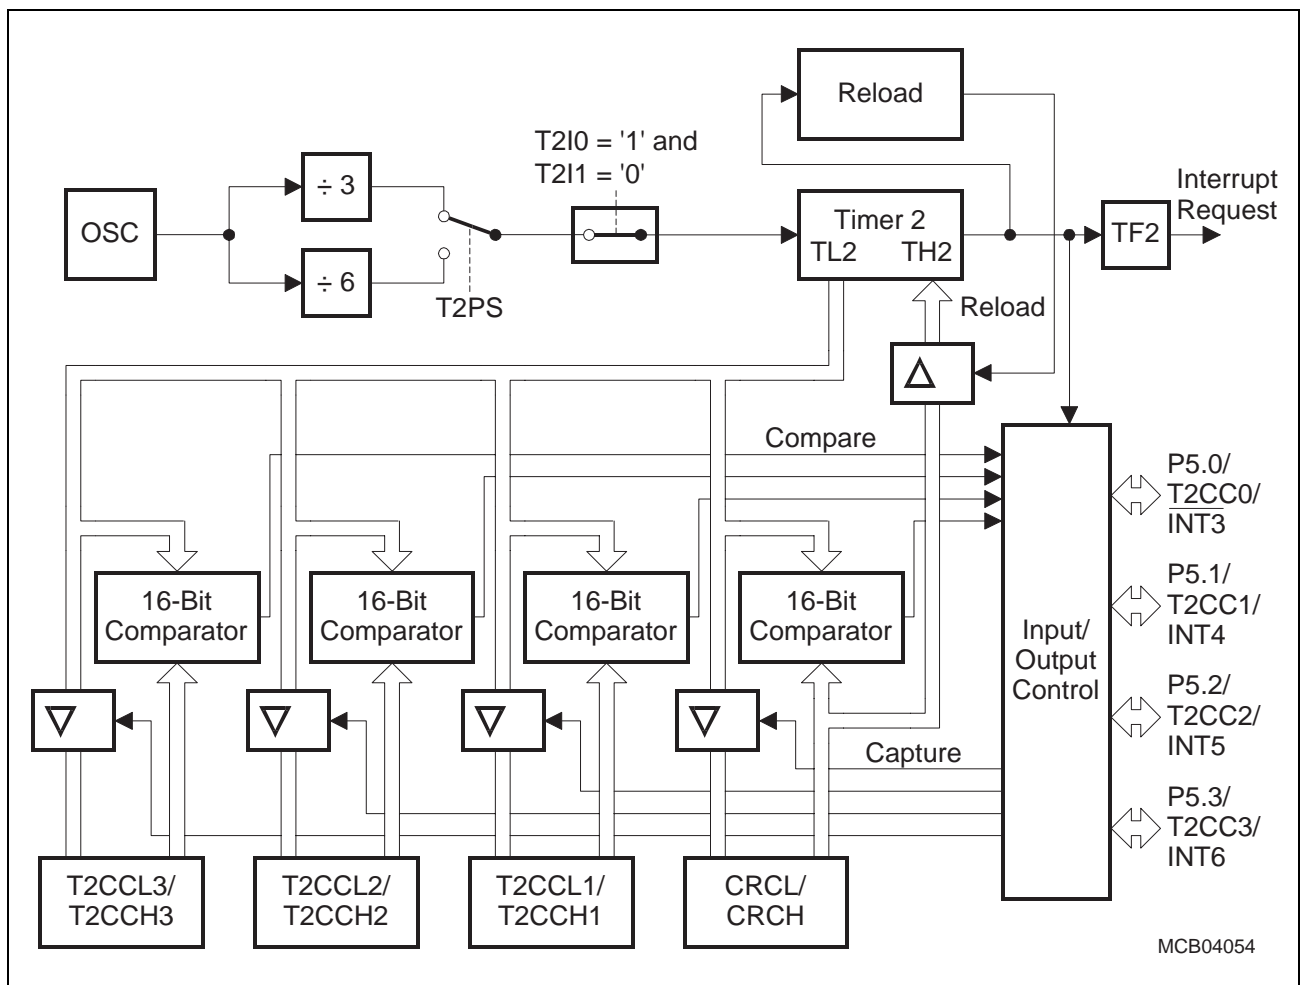 Reload
T2I0 = '1' and
T2I1 = '0'
÷ 3
Interrupt
Request
OSC
Timer 2
TL2 TH2
TF2
÷ 6
T2PS
Reload
Compare
P5.0/
T2CC0/
INT3
16-Bit
Comparator
16-Bit
Comparator
16-Bit
Comparator
16-Bit
Comparator
P5.1/
T2CC1/
INT4
Input/
Output
Control
P5.2/
T2CC2/
INT5
Capture
P5.3/
T2CC3/
INT6
T2CCL3/
T2CCH3
T2CCL2/
T2CCH2
T2CCL1/
T2CCH1
CRCL/
CRCH
MCB04054